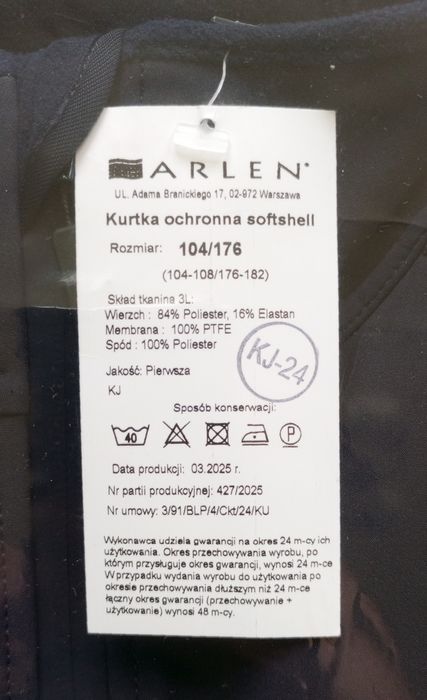 ARLEN
UL. Adama Branickiego 17, 02-972 Warszawa
Kurtka ochronna softshell
Rozmiar: 104/176
(104-108/176-182)
Skład tkanina 3L:
Wierzch : 84% Poliester, 16% Elastan
Membrana : 100% PTFE
Spód : 100% Poliester
KJ-24
Jakość: Pierwsza
KJ
Sposób konserwacji:
40 P
Data produkcji: 03.2025 r.
Nr partii produkcyjnej: 427/2025
Nr umowy: 3/91/BLP/4/Ckt/24/KU
Wykonawca udziela gwarancji na okres 24 m-cy ich
użytkowania. Okres przechowywania wyrobu, po
którym przysługuje okres gwarancji, wynosi 24 m-ce
W przypadku wydania wyrobu do użytkowania po
okresie przechowywania dłuższym niż 24 m-ce
łączny okres gwarancji (przechowywanie +
użytkowanie) wynosi 48 m-cy.